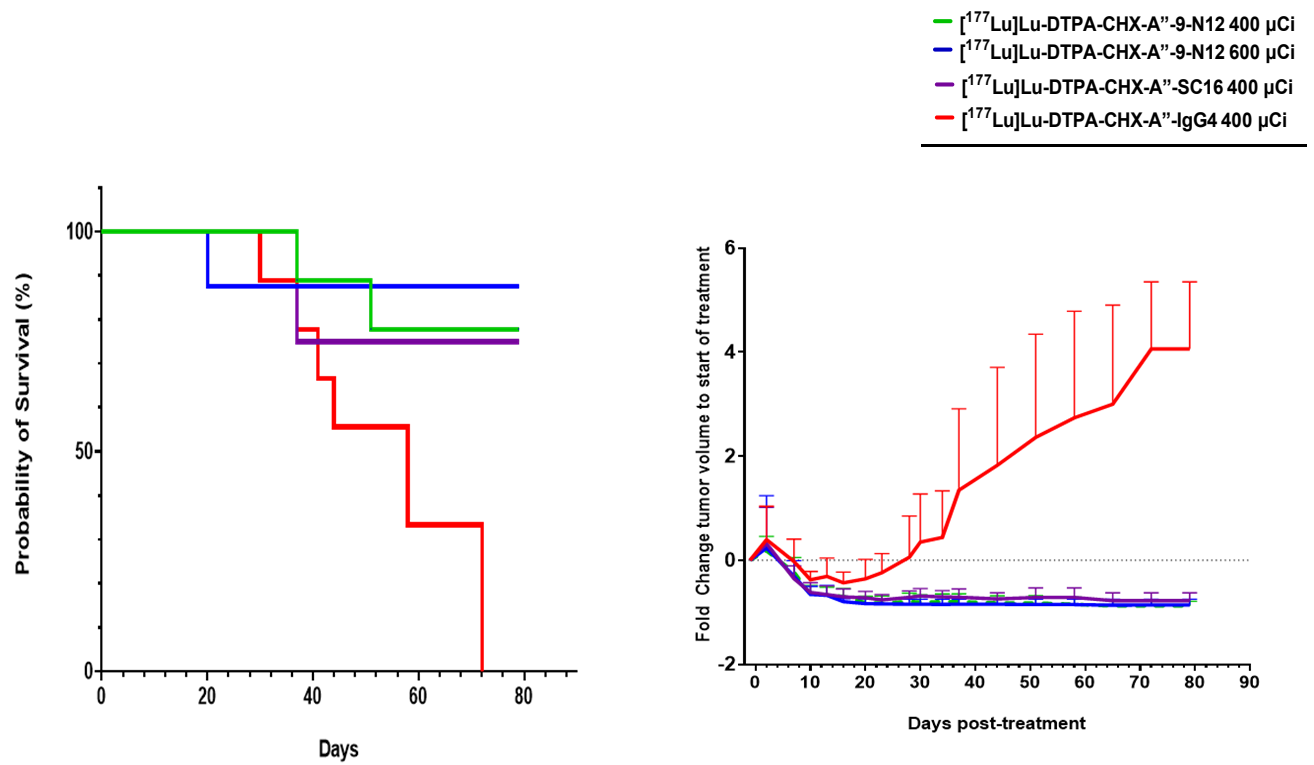 [177Lu]Lu-DTPA-CHX-A”-9-N12 400 µCi
[177Lu]Lu-DTPA-CHX-A”-9-N12 600 µCi
[177Lu]Lu-DTPA-CHX-A”-SC16 400 µCi
[177Lu]Lu-DTPA-CHX-A”-IgG4 400 µCi
Probability of Survival (%)
100
50
0
0 20 40 60 80
Days
Fold Change tumor volume to start of treatment
6
4
2
0
-2
0 10 20 30 40 50 60 70 80 90
Days post-treatment